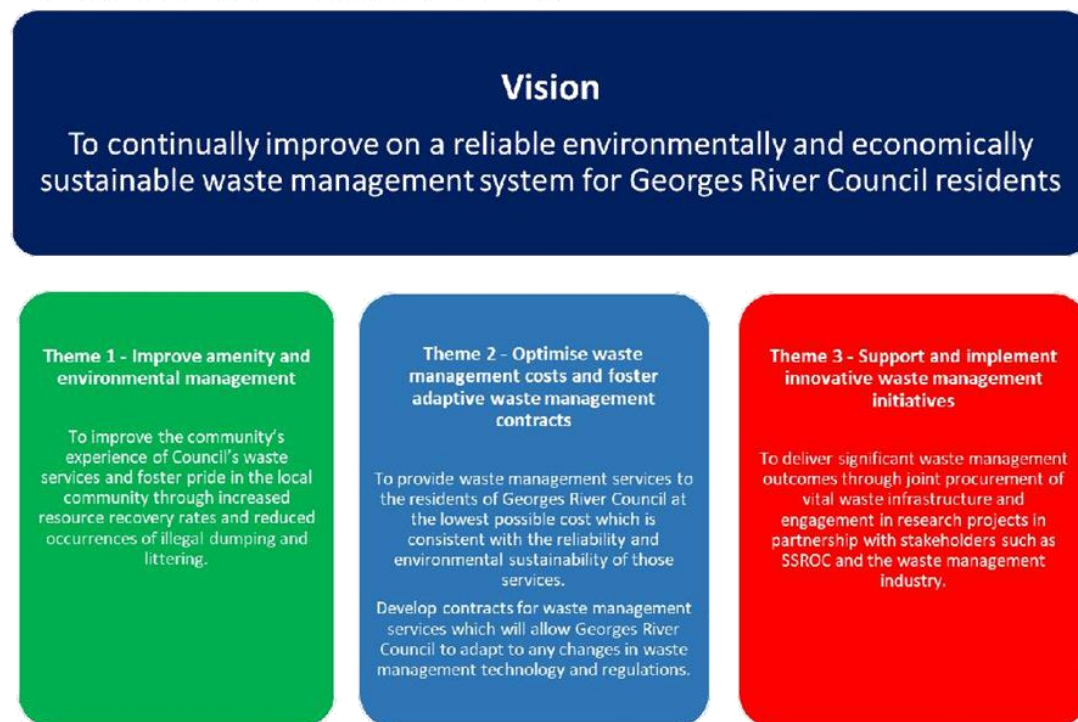 Vision
To continually improve on a reliable environmentally and economically
sustainable waste management system for Georges River Council residents
Theme 1 - Improve amenity and
environmental management
To improve the community's
experience of Council's waste
services and foster pride in the local
community through increased
resource recovery rates and reduced
occurrences of illegal dumping and
littering.
Theme 2 - Optimise waste
management costs and foster
adaptive waste management
contracts
To provide waste management services to
the residents of Georges River Council at
the lowest possible cost which is
consistent with the reliability and
environmental sustainability of those
services.
Develop contracts for waste management
services which will allow Georges River
Council to adapt to any changes in waste
management technology and regulations.
Theme 3 - Support and implement
innovative waste management
initiatives
To deliver significant waste management
outcomes through joint procurement of
vital waste infrastructure and
engagement in research projects in
partnership with stakeholders such as
SSROC and the waste management
industry.